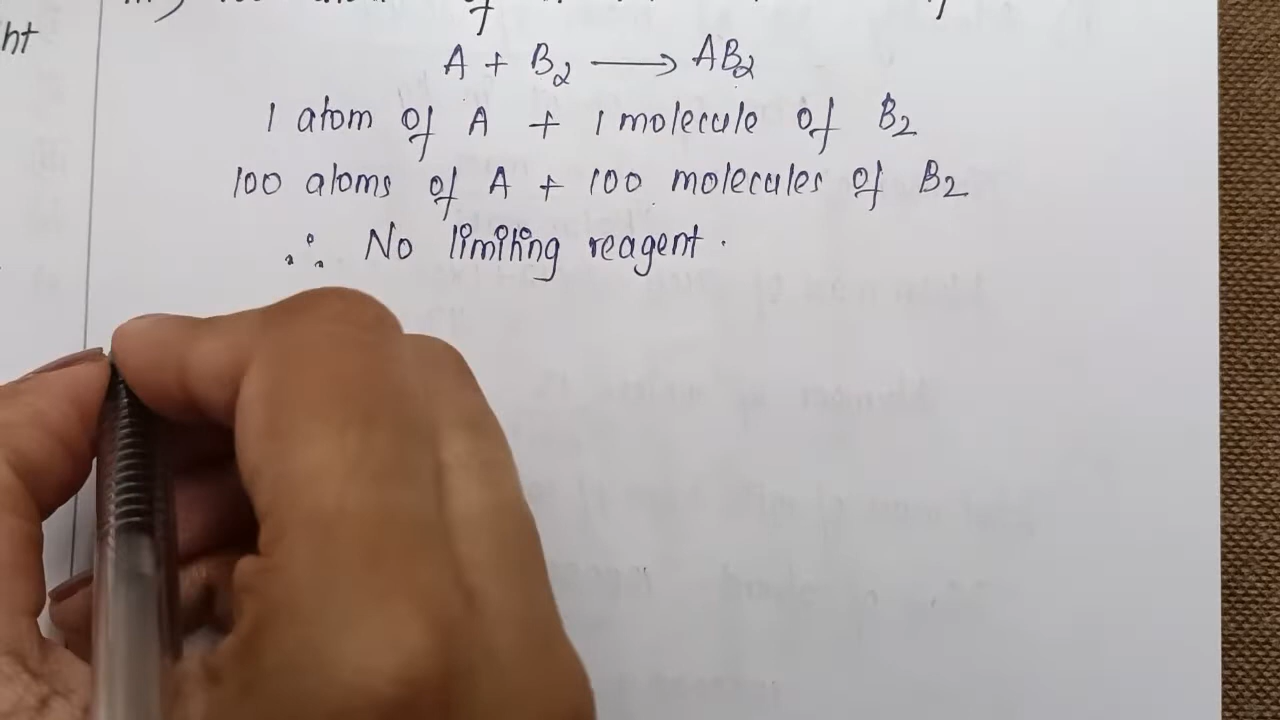 ht
A + B₂ ⟶ AB₂
1 atom of A + 1 molecule of B₂
100 atoms of A + 100 molecules of B₂
∴ No limiting reagent.